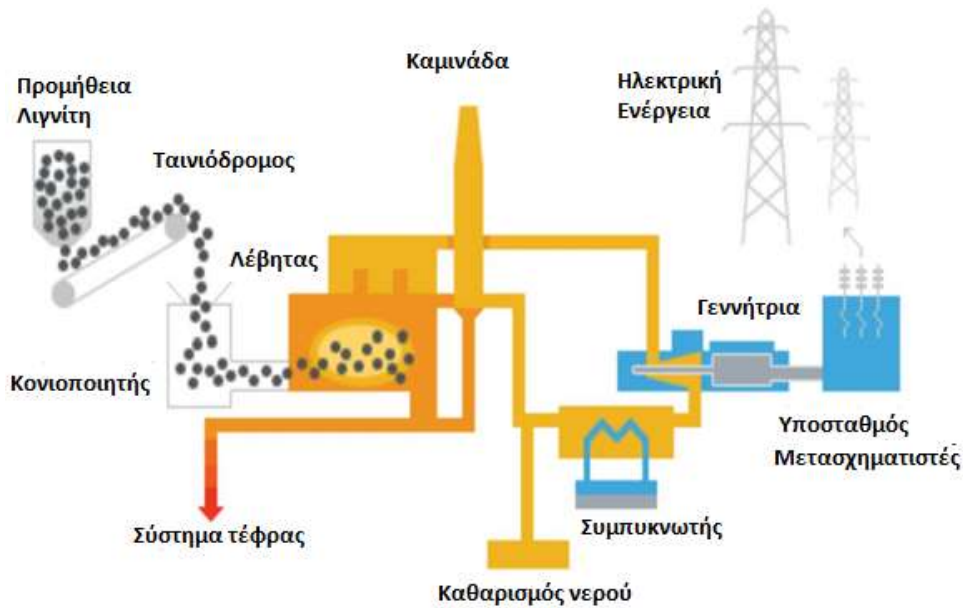 Προμήθεια
Λιγνίτη
Ταινιόδρομος
Καμινάδα
Ηλεκτρική
Ενέργεια
Λέβητας
Γεννήτρια
Κονιοποιητής
Υποσταθμός
Μετασχηματιστές
Σύστημα τέφρας
Συμπυκνωτής
Καθαρισμός νερού